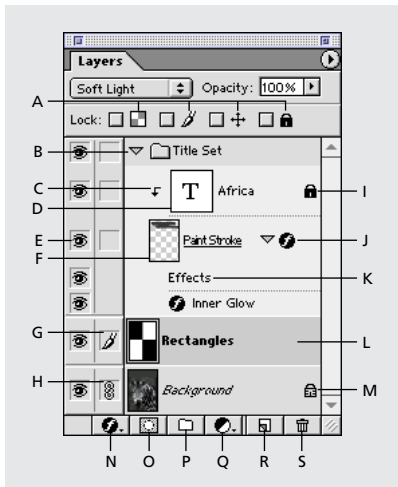 Layers
Soft Light Opacity: 100%
A
Lock:
B Title Set
C T Africa I
D
E Paint Stroke J
F
Effects K
Inner Glow
G Rectangles L
H Background M
N O P Q R S